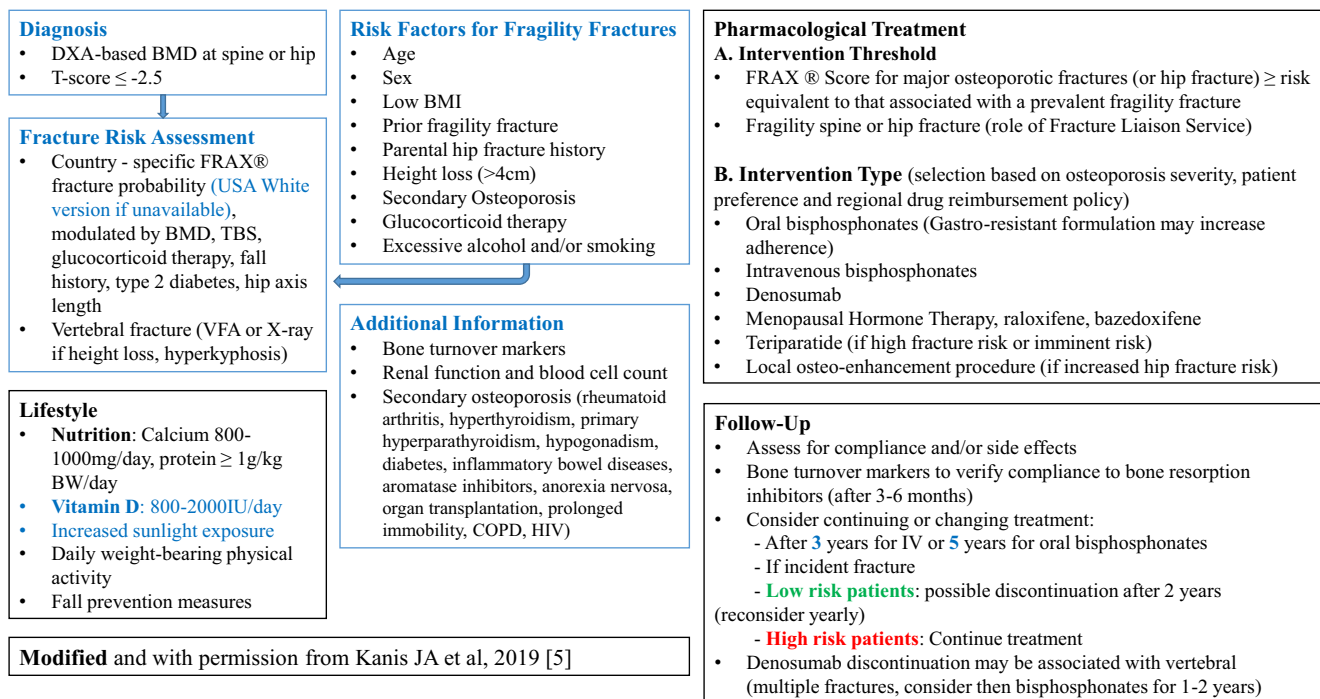 Diagnosis
• DXA-based BMD at spine or hip
• T-score ≤ -2.5
Fracture Risk Assessment
• Country - specific FRAX®
fracture probability (USA White
version if unavailable),
modulated by BMD, TBS,
glucocorticoid therapy, fall
history, type 2 diabetes, hip axis
length
• Vertebral fracture (VFA or X-ray
if height loss, hyperkyphosis)
Lifestyle
• Nutrition: Calcium 800-
1000mg/day, protein ≥ 1g/kg
BW/day
• Vitamin D: 800-2000IU/day
• Increased sunlight exposure
• Daily weight-bearing physical
activity
• Fall prevention measures
Modified and with permission from Kanis JA et al, 2019 [5]
Risk Factors for Fragility Fractures
• Age
• Sex
• Low BMI
• Prior fragility fracture
• Parental hip fracture history
• Height loss (>4cm)
• Secondary Osteoporosis
• Glucocorticoid therapy
• Excessive alcohol and/or smoking
Additional Information
• Bone turnover markers
• Renal function and blood cell count
• Secondary osteoporosis (rheumatoid
arthritis, hyperthyroidism, primary
hyperparathyroidism, hypogonadism,
diabetes, inflammatory bowel diseases,
aromatase inhibitors, anorexia nervosa,
organ transplantation, prolonged
immobility, COPD, HIV)
Pharmacological Treatment
A. Intervention Threshold
• FRAX ® Score for major osteoporotic fractures (or hip fracture) ≥ risk
equivalent to that associated with a prevalent fragility fracture
• Fragility spine or hip fracture (role of Fracture Liaison Service)
B. Intervention Type (selection based on osteoporosis severity, patient
preference and regional drug reimbursement policy)
• Oral bisphosphonates (Gastro-resistant formulation may increase
adherence)
• Intravenous bisphosphonates
• Denosumab
• Menopausal Hormone Therapy, raloxifene, bazedoxifene
• Teriparatide (if high fracture risk or imminent risk)
• Local osteo-enhancement procedure (if increased hip fracture risk)
Follow-Up
• Assess for compliance and/or side effects
• Bone turnover markers to verify compliance to bone resorption
inhibitors (after 3-6 months)
• Consider continuing or changing treatment:
- After 3 years for IV or 5 years for oral bisphosphonates
- If incident fracture
- Low risk patients: possible discontinuation after 2 years
(reconsider yearly)
- High risk patients: Continue treatment
• Denosumab discontinuation may be associated with vertebral
(multiple fractures, consider then bisphosphonates for 1-2 years)